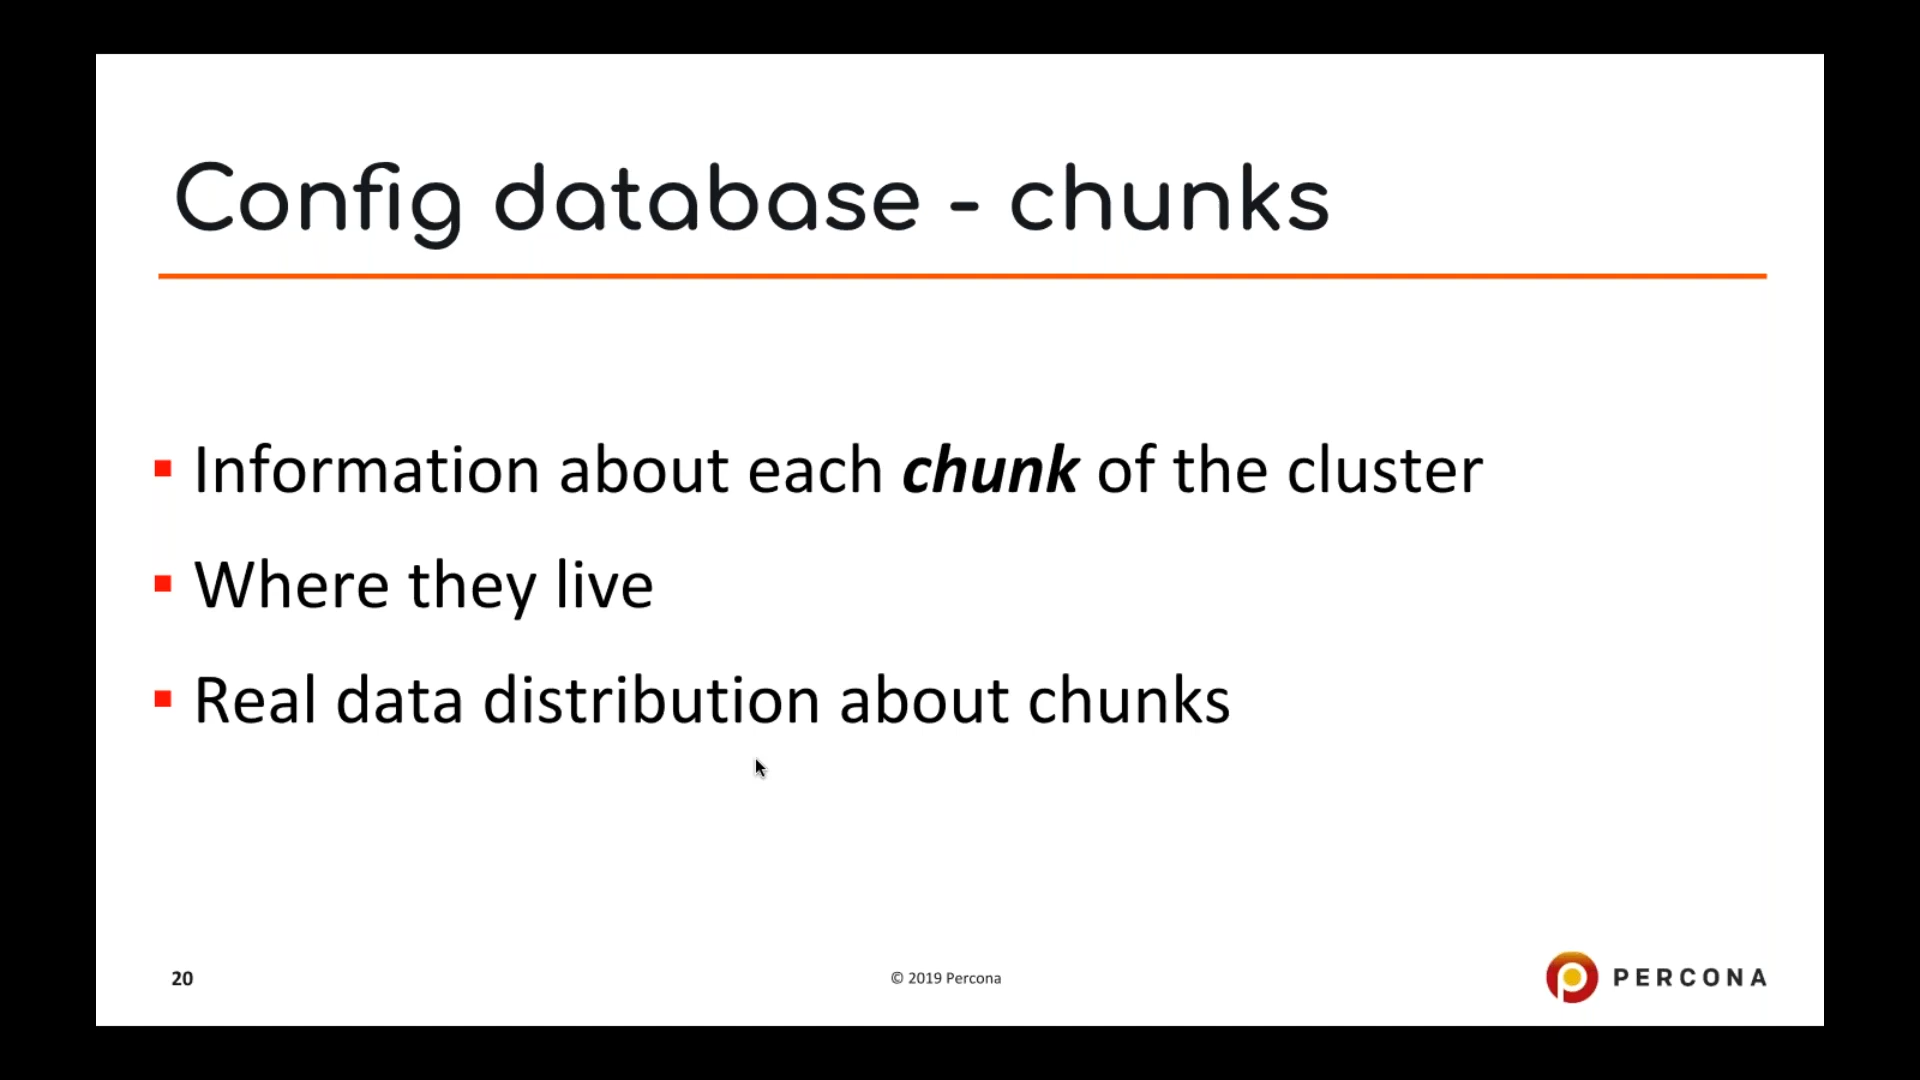 Config database - chunks
Information about each chunk of the cluster
Where they live
Real data distribution about chunks
20
© 2019 Percona
PERCONA